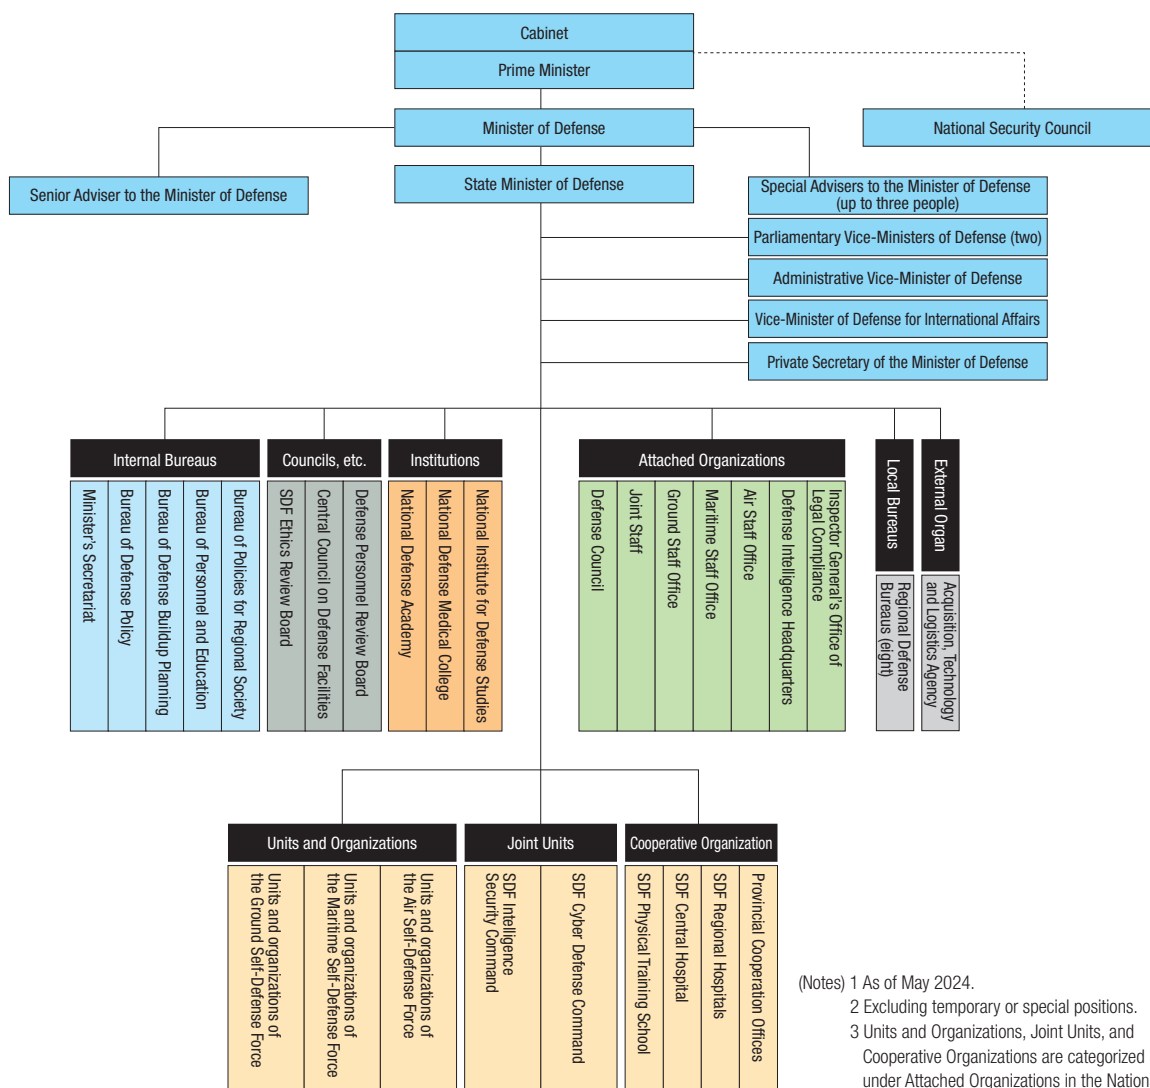 Cabinet
Prime Minister
Minister of Defense
National Security Council
Senior Adviser to the Minister of Defense
State Minister of Defense
Special Advisers to the Minister of Defense
(up to three people)
Parliamentary Vice-Ministers of Defense (two)
Administrative Vice-Minister of Defense
Vice-Minister of Defense for International Affairs
Private Secretary of the Minister of Defense
Internal Bureaus
Minister's Secretariat
Bureau of Defense Policy
Bureau of Defense Buildup Planning
Bureau of Personnel and Education
Bureau of Policies for Regional Society
Councils, etc.
SDF Ethics Review Board
Central Council on Defense Facilities
Defense Personnel Review Board
Institutions
National Defense Academy
National Defense Medical College
National Institute for Defense Studies
Attached Organizations
Defense Council
Joint Staff
Ground Staff Office
Maritime Staff Office
Air Staff Office
Defense Intelligence Headquarters
Inspector General's Office of
Legal Compliance
Local Bureaus
Regional Defense
Bureaus (eight)
External Organ
Acquisition, Technology
and Logistics Agency
Units and Organizations
Units and organizations of
the Ground Self-Defense Force
Units and organizations of
the Maritime Self-Defense Force
Units and organizations of
the Air Self-Defense Force
Joint Units
SDF Intelligence
Security Command
SDF Cyber Defense Command
Cooperative Organization
SDF Physical Training School
SDF Central Hospital
SDF Regional Hospitals
Provincial Cooperation Offices
(Notes) 1 As of May 2024.
2 Excluding temporary or special positions.
3 Units and Organizations, Joint Units, and
Cooperative Organizations are categorized
under Attached Organizations in the Nation